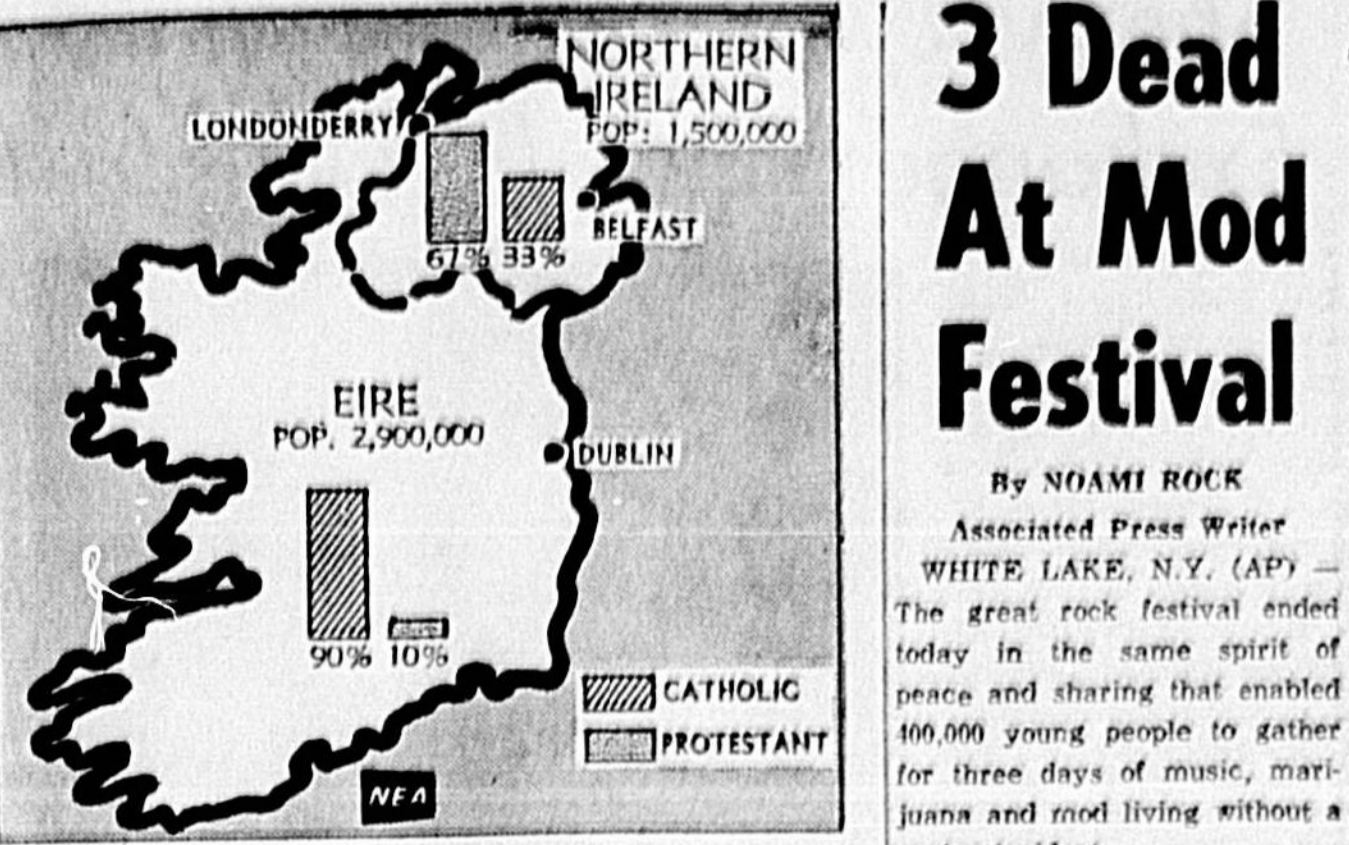 NORTHERN
IRELAND
POP: 1,500,000
LONDONDERRY
BELFAST
67% 33%
EIRE
POP. 2,900,000
DUBLIN
90% 10%
CATHOLIC
PROTESTANT
NEA
3 Dead
At Mod
Festival
By NOAMI ROCK
Associated Press Writer
WHITE LAKE, N.Y. (AP) —
The great rock festival ended
today in the same spirit of
peace and sharing that enabled
400,000 young people to gather
for three days of music, mari-
juana and mod living without a